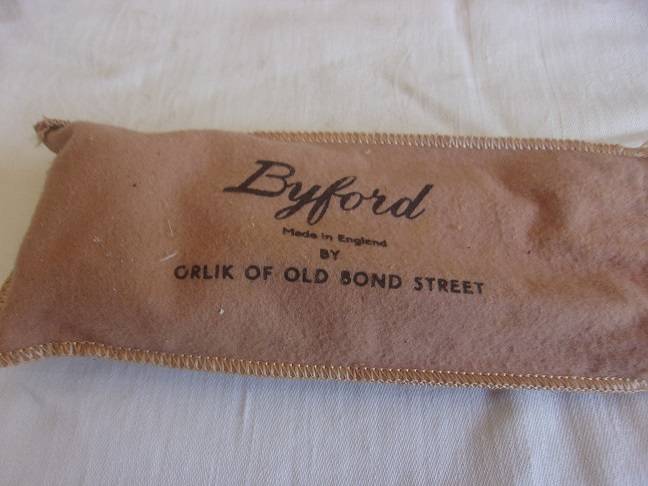 Byford
Made in England
BY
ORLIK OF OLD BOND STREET